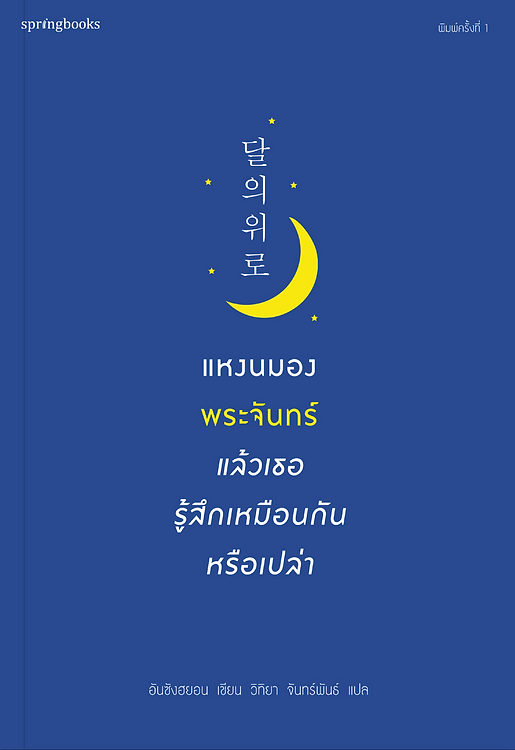 springbooks
พิมพ์ครั้งที่ 1
달의위로
แหงนมอง
พระจันทร์
แล้วเธอ
รู้สึกเหมือนกัน
หรือเปล่า
อันซังฮยอน เขียน วิทิยา จันทร์พันธ์ แปล